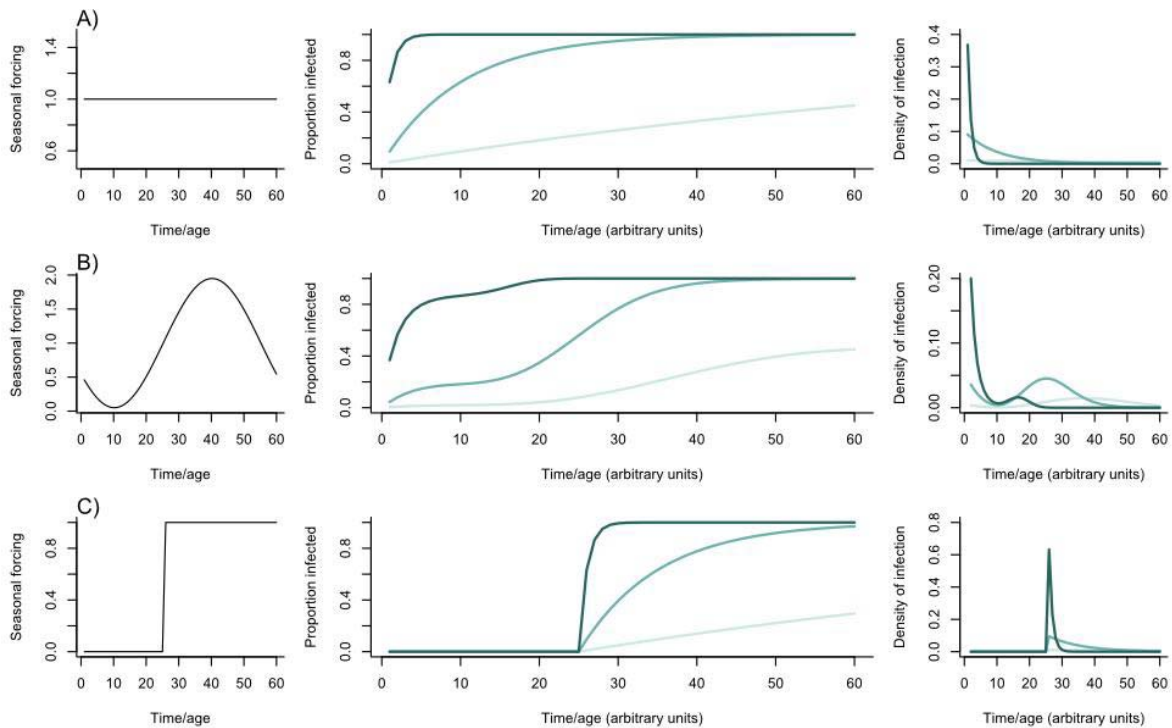 A)
Seasonal forcing
1.4
1.0
0.6
0 10 20 30 40 50 60
Time/age
Proportion infected
0.8
0.4
0.0
0 10 20 30 40 50 60
Time/age (arbitrary units)
Density of infection
0.4
0.3
0.2
0.1
0.0
0 10 20 30 40 50 60
Time/age (arbitrary units)
B)
Seasonal forcing
2.0
1.5
1.0
0.5
0.0
0 10 20 30 40 50 60
Time/age
Proportion infected
0.8
0.4
0.0
0 10 20 30 40 50 60
Time/age (arbitrary units)
Density of infection
0.20
0.10
0.00
0 10 20 30 40 50 60
Time/age (arbitrary units)
C)
Seasonal forcing
0.8
0.4
0.0
0 10 20 30 40 50 60
Time/age
Proportion infected
0.8
0.4
0.0
0 10 20 30 40 50 60
Time/age (arbitrary units)
Density of infection
0.8
0.6
0.4
0.2
0.0
0 10 20 30 40 50 60
Time/age (arbitrary units)